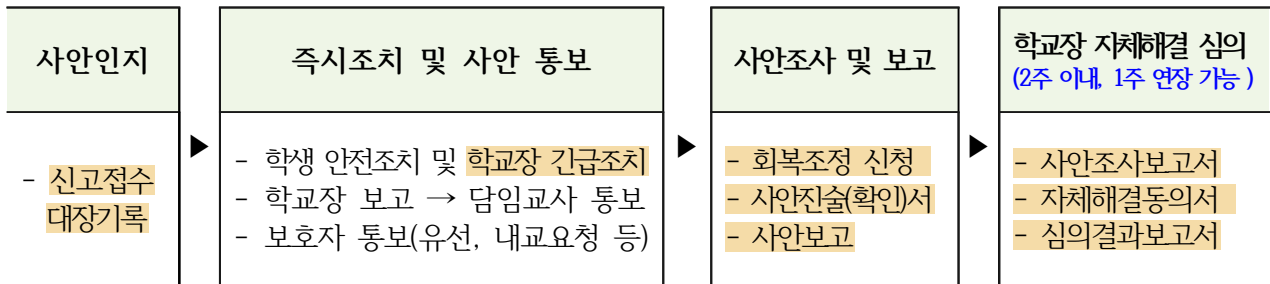 사안인지
- 신고접수
대장기록
▶
즉시조치 및 사안 통보
- 학생 안전조치 및 학교장 긴급조치
- 학교장 보고 → 담임교사 통보
- 보호자 통보(유선, 내교요청 등)
▶
사안조사 및 보고
- 회복조정 신청
- 사안진술(확인)서
- 사안보고
▶
학교장 자체해결 심의
(2주 이내, 1주 연장 가능 )
- 사안조사보고서
- 자체해결동의서
- 심의결과보고서